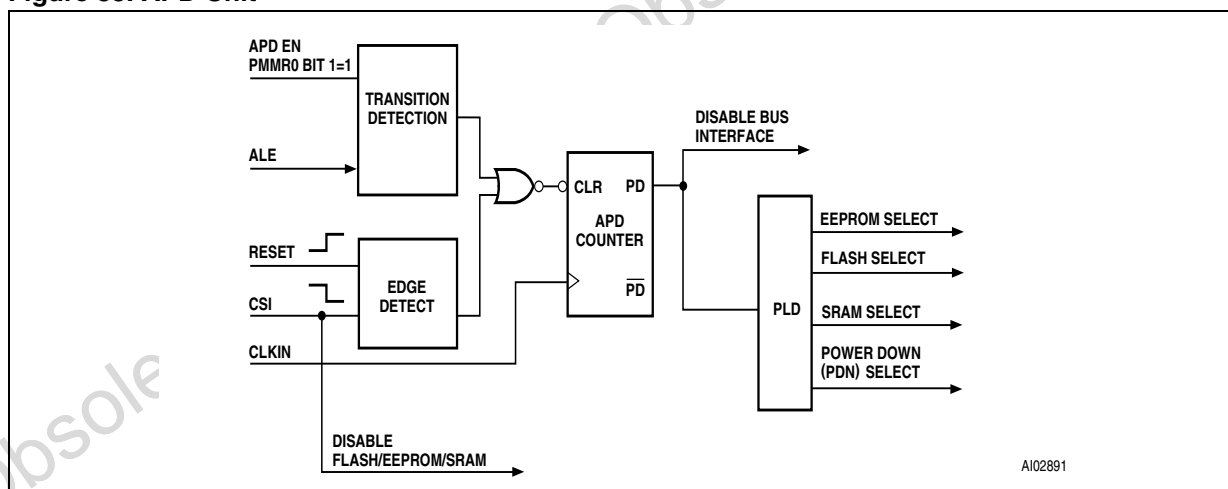 APD EN
PMMR0 BIT 1=1
TRANSITION
DETECTION
ALE
DISABLE BUS
INTERFACE
CLR PD
APD
COUNTER
PD
EEPROM SELECT
FLASH SELECT
SRAM SELECT
POWER DOWN
(PDN) SELECT
PLD
RESET
EDGE
DETECT
CSI
CLKIN
DISABLE
FLASH/EEPROM/SRAM
AI02891